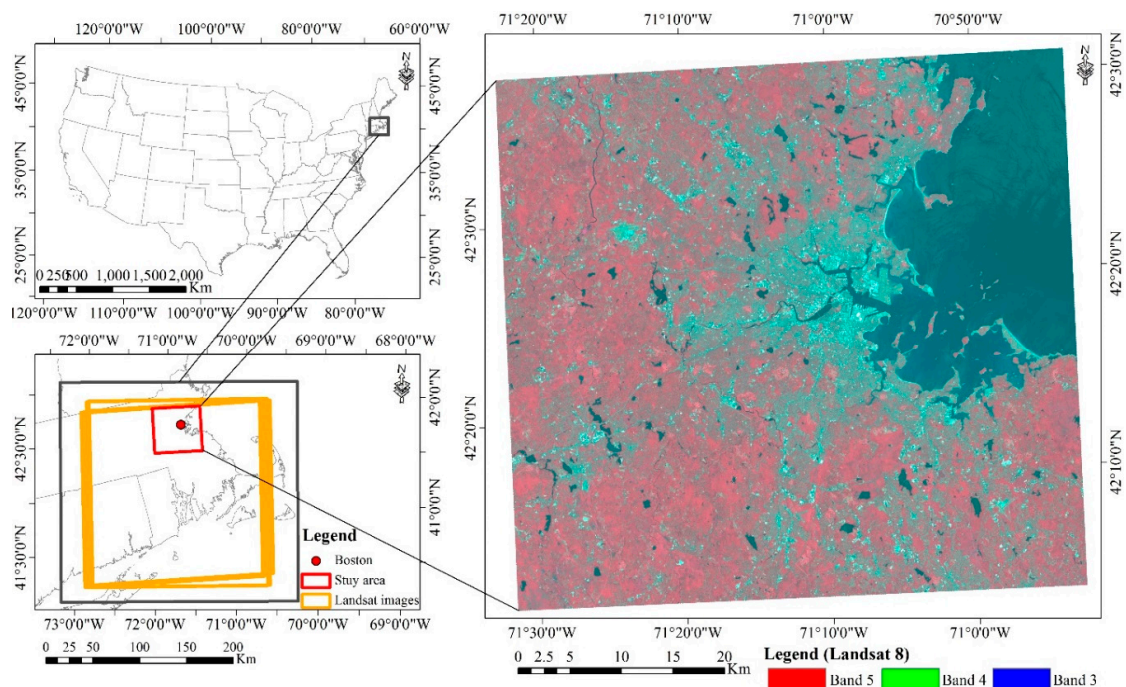 120°0'0"W 100°0'0"W 80°0'0"W 60°0'0"W
45°0'0"N
35°0'0"N
25°0'0"N
45°0'0"N
35°0'0"N
25°0'0"N
N
0 250 500 1,000 1,500 2,000
Km
120°0'0"W 110°0'0"W 100°0'0"W 90°0'0"W 80°0'0"W
72°0'0"W 71°0'0"W 70°0'0"W 69°0'0"W 68°0'0"W
42°30'0"N
41°30'0"N
42°0'0"N
41°0'0"N
N
Legend
Boston
Stuy area
Landsat images
73°0'0"W 72°0'0"W 71°0'0"W 70°0'0"W 69°0'0"W
0 25 50 100 150 200
Km
71°20'0"W 71°10'0"W 71°0'0"W 70°50'0"W
42°30'0"N
42°20'0"N
42°30'0"N
42°20'0"N
42°10'0"N
N
71°30'0"W 71°20'0"W 71°10'0"W 71°0'0"W
0 2.5 5 10 15 20
Km
Legend (Landsat 8)
Band 5 Band 4 Band 3